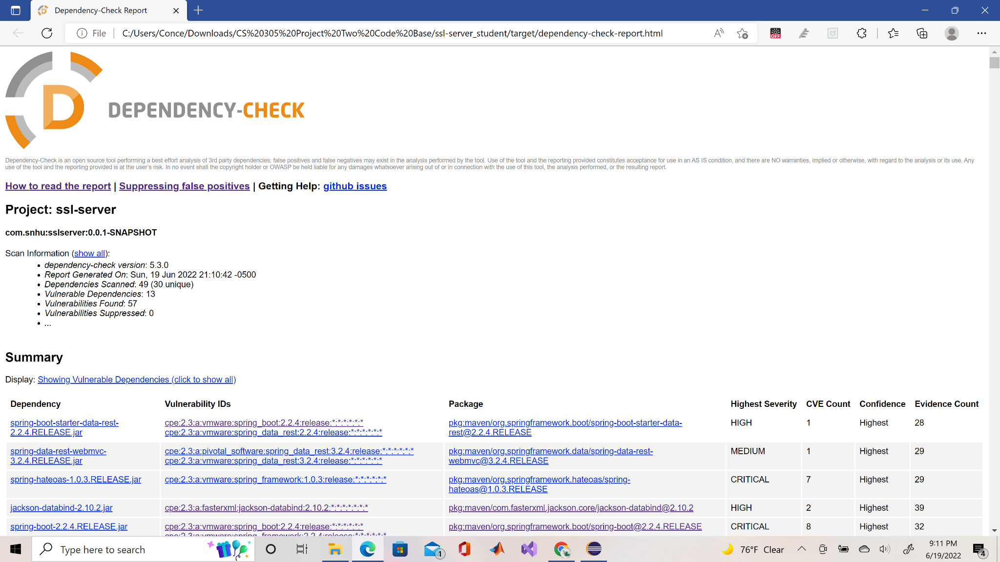 Dependency-Check Report
File
C:/Users/Conce/Downloads/CS%20305%20Project%20Two%20Code%20Base/ssl-server_student/target/dependency-check-report.html
OFF
D
DEPENDENCY-CHECK
Dependency-Check is an open source tool performing a best effort analysis of 3rd party dependencies; false positives and false negatives may exist in the analysis performed by the tool. Use of the tool and the reporting provided constitutes acceptance for use in an AS IS condition, and there are NO warranties, implied or otherwise, with regard to the analysis or its use. Any
use of the tool and the reporting provided is at the user's risk. In no event shall the copyright holder or OWASP be held liable for any damages whatsoever arising out of or in connection with the use of this tool, the analysis performed, or the resulting report.
How to read the report | Suppressing false positives | Getting Help: github issues
Project: ssl-server
com.snhu:sslserver:0.0.1-SNAPSHOT
Scan Information (show all):
• dependency-check version: 5.3.0
• Report Generated On: Sun, 19 Jun 2022 21:10:42 -0500
• Dependencies Scanned: 49 (30 unique)
• Vulnerable Dependencies: 13
• Vulnerabilities Found: 57
• Vulnerabilities Suppressed: 0
• ...
Summary
Display: Showing Vulnerable Dependencies (click to show all)
Dependency Vulnerability IDs Package Highest Severity CVE Count Confidence Evidence Count
spring-boot-starter-data-rest- cpe:2.3:a:vmware:spring_boot:2.2.4:release:*:*:*:*:*:* pkg:maven/org.springframework.boot/spring-boot-starter-data- HIGH 1 Highest 28
2.2.4.RELEASE.jar cpe:2.3:a:vmware:spring_data_rest:2.2.4:release:*:*:*:*:*:* rest@2.2.4.RELEASE
spring-data-rest-webmvc- cpe:2.3:a:pivotal_software:spring_data_rest:3.2.4:release:*:*:*:*:*:* pkg:maven/org.springframework.data/spring-data-rest- MEDIUM 1 Highest 29
3.2.4.RELEASE.jar cpe:2.3:a:vmware:spring_data_rest:3.2.4:release:*:*:*:*:*:* webmvc@3.2.4.RELEASE
spring-hateoas-1.0.3.RELEASE.jar cpe:2.3:a:vmware:spring_framework:1.0.3:release:*:*:*:*:*:* pkg:maven/org.springframework.hateoas/spring- CRITICAL 7 Highest 29
hateoas@1.0.3.RELEASE
jackson-databind-2.10.2.jar cpe:2.3:a:fasterxml:jackson-databind:2.10.2:*:*:*:*:*:*:* pkg:maven/com.fasterxml.jackson.core/jackson-databind@2.10.2 HIGH 2 Highest 39
spring-boot-2.2.4.RELEASE.jar cpe:2.3:a:vmware:spring_boot:2.2.4:release:*:*:*:*:*:* pkg:maven/org.springframework.boot/spring-boot@2.2.4.RELEASE CRITICAL 8 Highest 32
cpe:2.3:a:vmware:spring_framework:2.2.4:release:*:*:*:*:*:*
Type here to search
1
76°F Clear
9:11 PM
6/19/2022
4